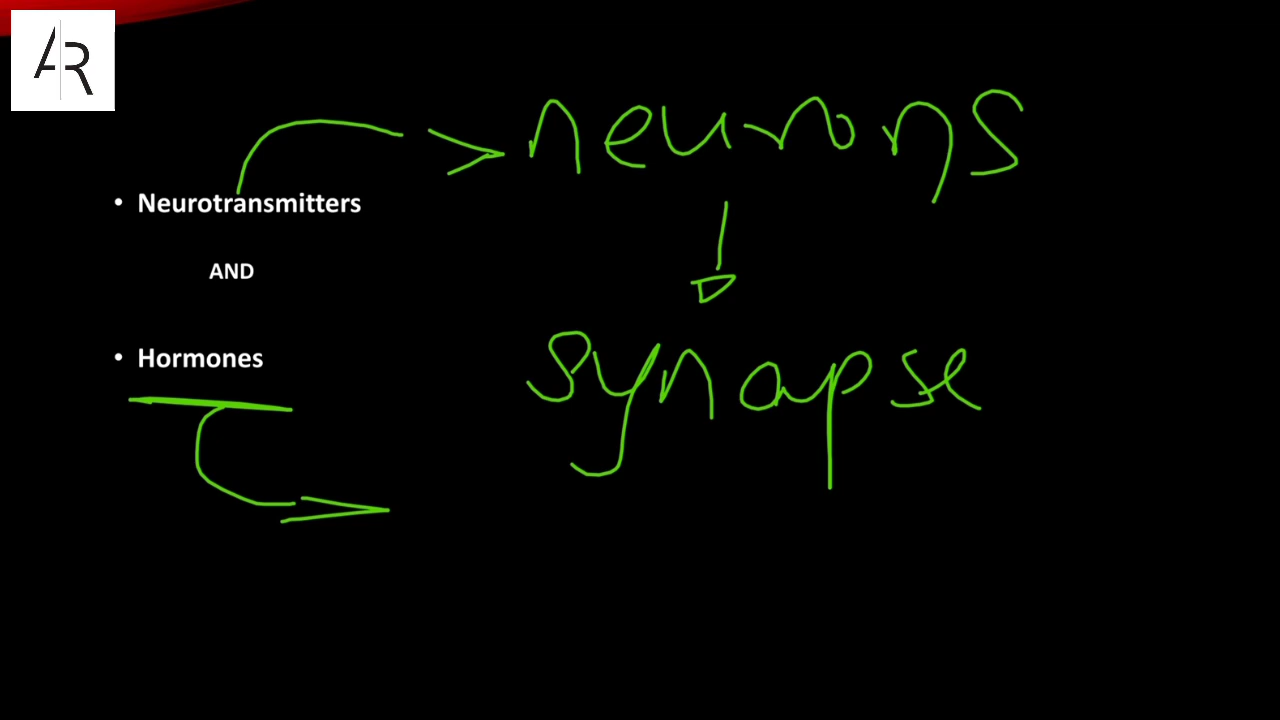 AR
neurons
• Neurotransmitters
AND
synapse
• Hormones